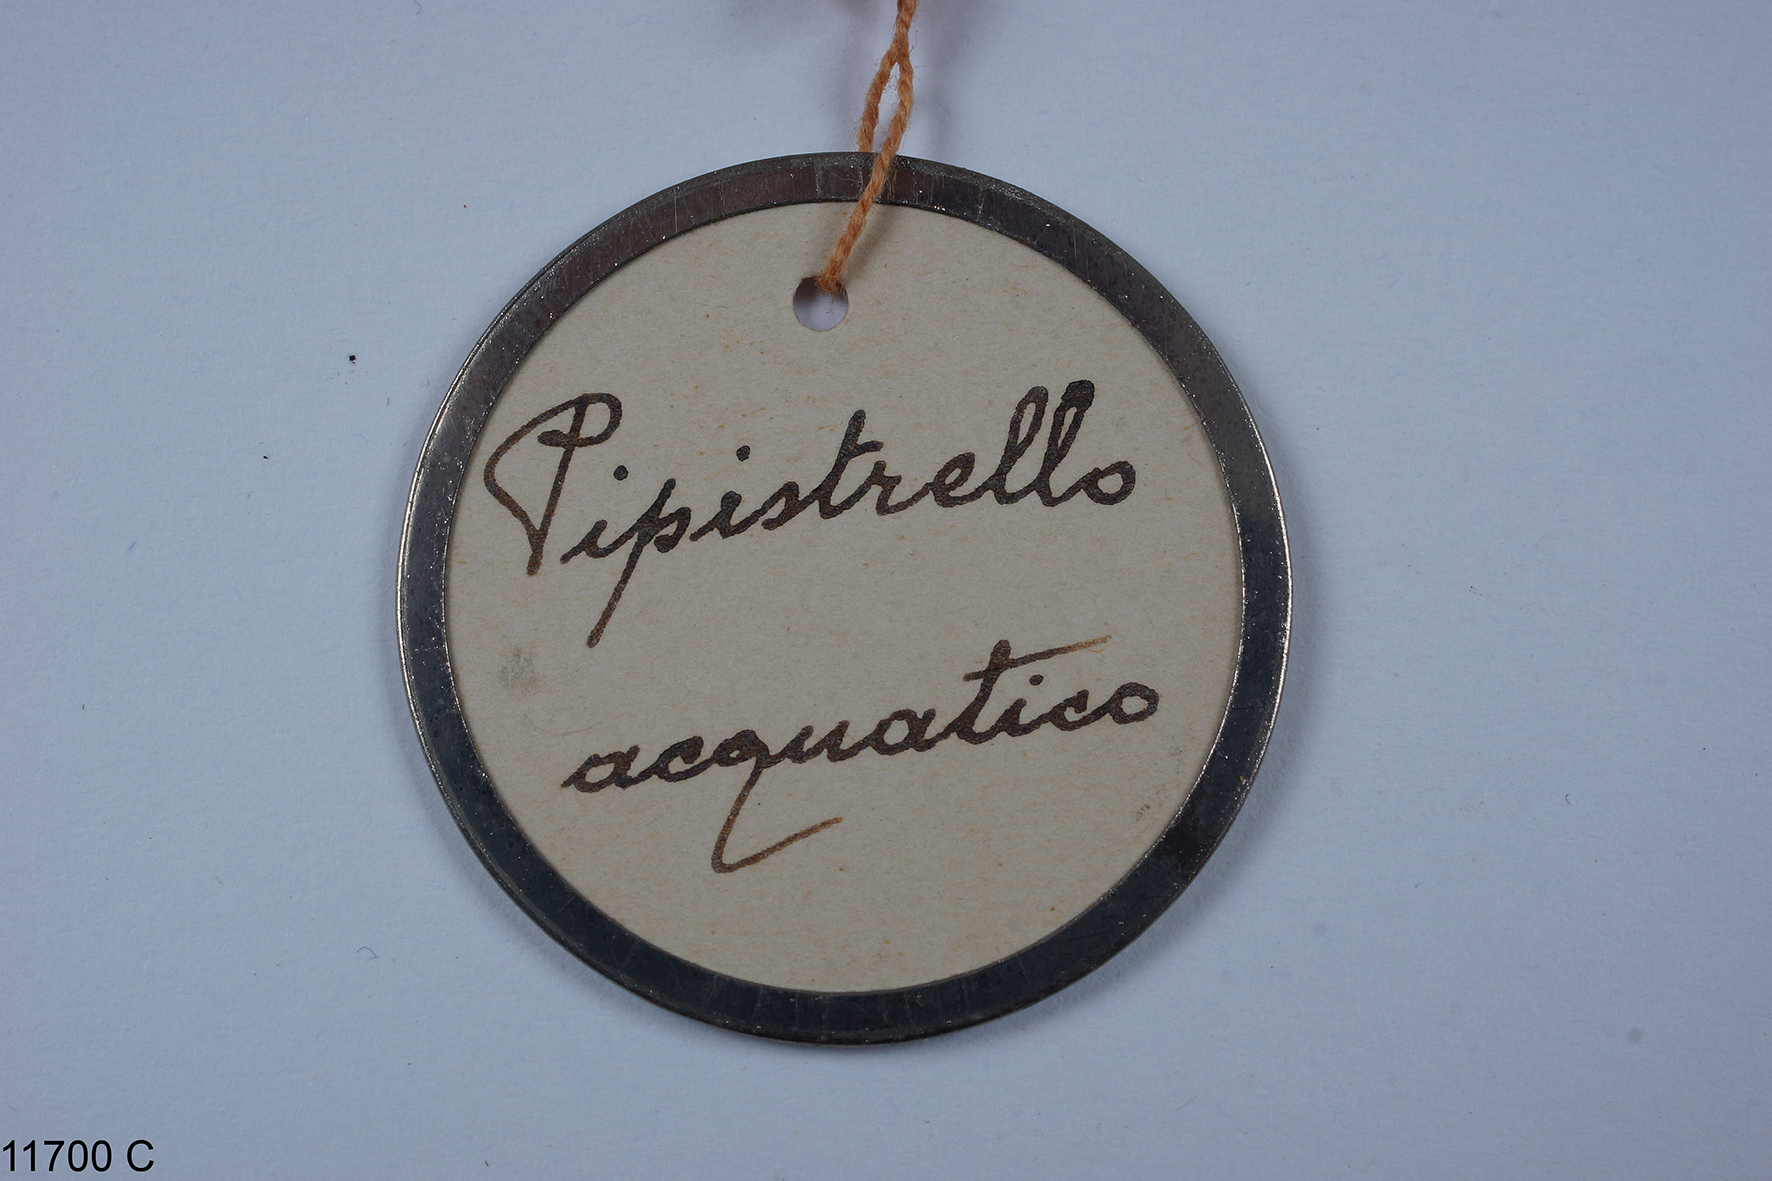 Pipistrello
acquatico
11700 C